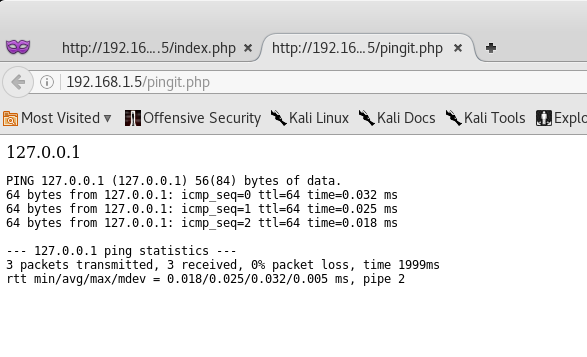 http://192.16....5/index.php × http://192.16...5/pingit.php ×
192.168.1.5/pingit.php
Most Visited Offensive Security Kali Linux Kali Docs Kali Tools Explo
127.0.0.1
PING 127.0.0.1 (127.0.0.1) 56(84) bytes of data.
64 bytes from 127.0.0.1: icmp_seq=0 ttl=64 time=0.032 ms
64 bytes from 127.0.0.1: icmp_seq=1 ttl=64 time=0.025 ms
64 bytes from 127.0.0.1: icmp_seq=2 ttl=64 time=0.018 ms
--- 127.0.0.1 ping statistics ---
3 packets transmitted, 3 received, 0% packet loss, time 1999ms
rtt min/avg/max/mdev = 0.018/0.025/0.032/0.005 ms, pipe 2